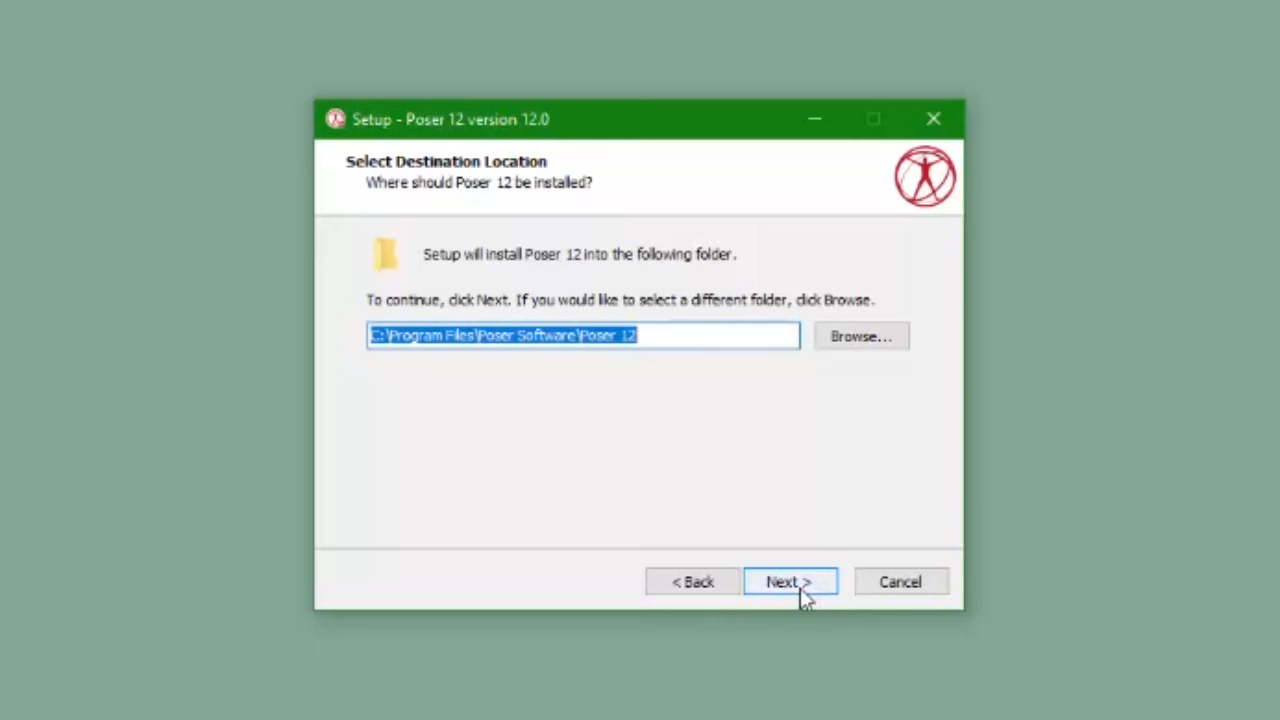 Setup - Poser 12 version 12.0
Select Destination Location
Where should Poser 12 be installed?
Setup will install Poser 12 into the following folder.
To continue, click Next. If you would like to select a different folder, click Browse.
C:\Program Files\Poser Software\Poser 12
Browse...
< Back
Next >
Cancel